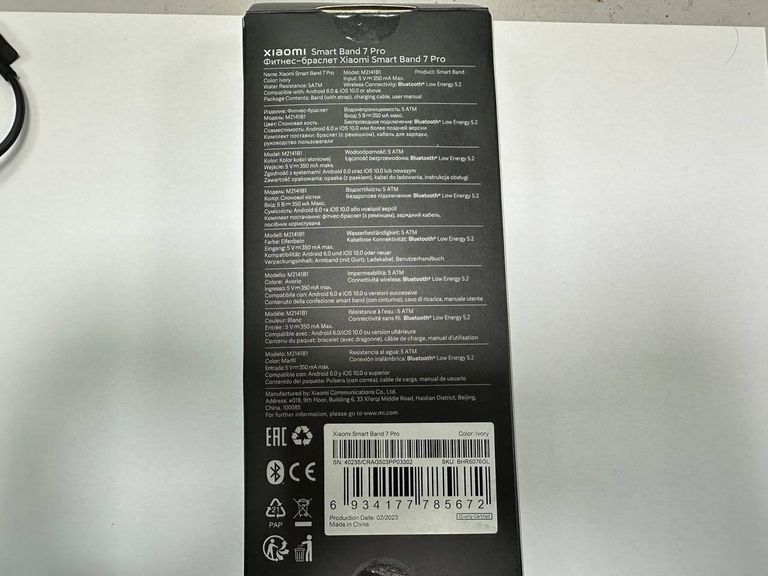 xiaomi Smart Band 7 Pro
Фитнес-браслет Xiaomi Smart Band 7 Pro
Name: Xiaomi Smart Band 7 Pro Model: M2141B1 Product: Smart Band
Color: Ivory Input: 5 V⎓350 mA Max.
Water Resistance: 5ATM Wireless Connectivity: Bluetooth® Low Energy 5.2
Compatible with: Android 6.0 & iOS 10.0 or above
Package Contents: Band (with strap), charging cable, user manual
Изделие: Фитнес-браслет Водонепроницаемость: 5 ATM
Модель: M2141B1 Вход: 5 В⎓350 мА макс.
Цвет: Слоновая кость Беспроводное подключение: Bluetooth® Low Energy 5.2
Совместимость: Android 6.0 и iOS 10.0 или более поздней версии
Комплект поставки: браслет (с ремешком), кабель для зарядки,
руководство пользователя
Model: M2141B1 Wodoodporność: 5 ATM
Kolor: Kolor kości słoniowej Łączność bezprzewodowa: Bluetooth® Low Energy 5.2
Wejście: 5 V⎓350 mA maks.
Zgodność z systemami: Android 6.0 oraz iOS 10.0 lub nowszym
Zawartość opakowania: opaska (z paskiem), kabel do ładowania, instrukcja obsługi
Модель: M2141B1 Водостійкість: 5 ATM
Колір: Слонової кістки Бездротове підключення: Bluetooth® Low Energy 5.2
Вхід: 5 В⎓350 мА Макс.
Сумісність: Android 6.0 та iOS 10.0 або новішої версії
Комплект постачання: фітнес-браслет (з ремінцем), зарядний кабель,
посібник користувача
Modell: M2141B1 Wasserbeständigkeit: 5 ATM
Farbe: Elfenbein Kabellose Konnektivität: Bluetooth® Low Energy 5.2
Eingang: 5 V⎓350 mA max.
Kompatibilität: Android 6.0 und iOS 10.0 oder neuer
Verpackungsinhalt: Armband (mit Gurt), Ladekabel, Benutzerhandbuch
Modello: M2141B1 Impermeabilità: 5 ATM
Colore: Avorio Connettività wireless: Bluetooth® Low Energy 5.2
Ingresso: 5 V⎓350 mA max.
Compatibile con: Android 6.0 e iOS 10.0 o versioni successive
Contenuto della confezione: smart band (con cinturino), cavo di ricarica, manuale utente
Modèle: M2141B1 Résistance à l'eau : 5 ATM
Couleur: Blanc Connectivité sans fil: Bluetooth® Low Energy 5.2
Entrée : 5 V⎓350 mA Max.
Compatible avec : Android 6.0/iOS 10.0 ou version ultérieure
Contenu du paquet: bracelet (avec dragonne), câble de charge, manuel d'utilisation
Modelo: M2141B1 Resistencia al agua: 5 ATM
Color: Marfil Conexión inalámbrica: Bluetooth® Low Energy 5.2
Entrada: 5 V⎓350 mA máx.
Compatible con: Android 6.0 y iOS 10.0 o superior
Contenido del paquete: Pulsera (con correa), cable de carga, manual de usuario
Manufactured by: Xiaomi Communications Co., Ltd.
Address: #019, 9th Floor, Building 6, 33 Xi'erqi Middle Road, Haidian District, Beijing,
China, 100085
For further information, please go to www.mi.com
EAC
Xiaomi Smart Band 7 Pro Color: Ivory
SN: 40235/CRAG503PP03302 SKU: BHR6076GL
CE
21
PAP
6 934177 785672
Production Date: 02/2023 Quality Certified
Made in China